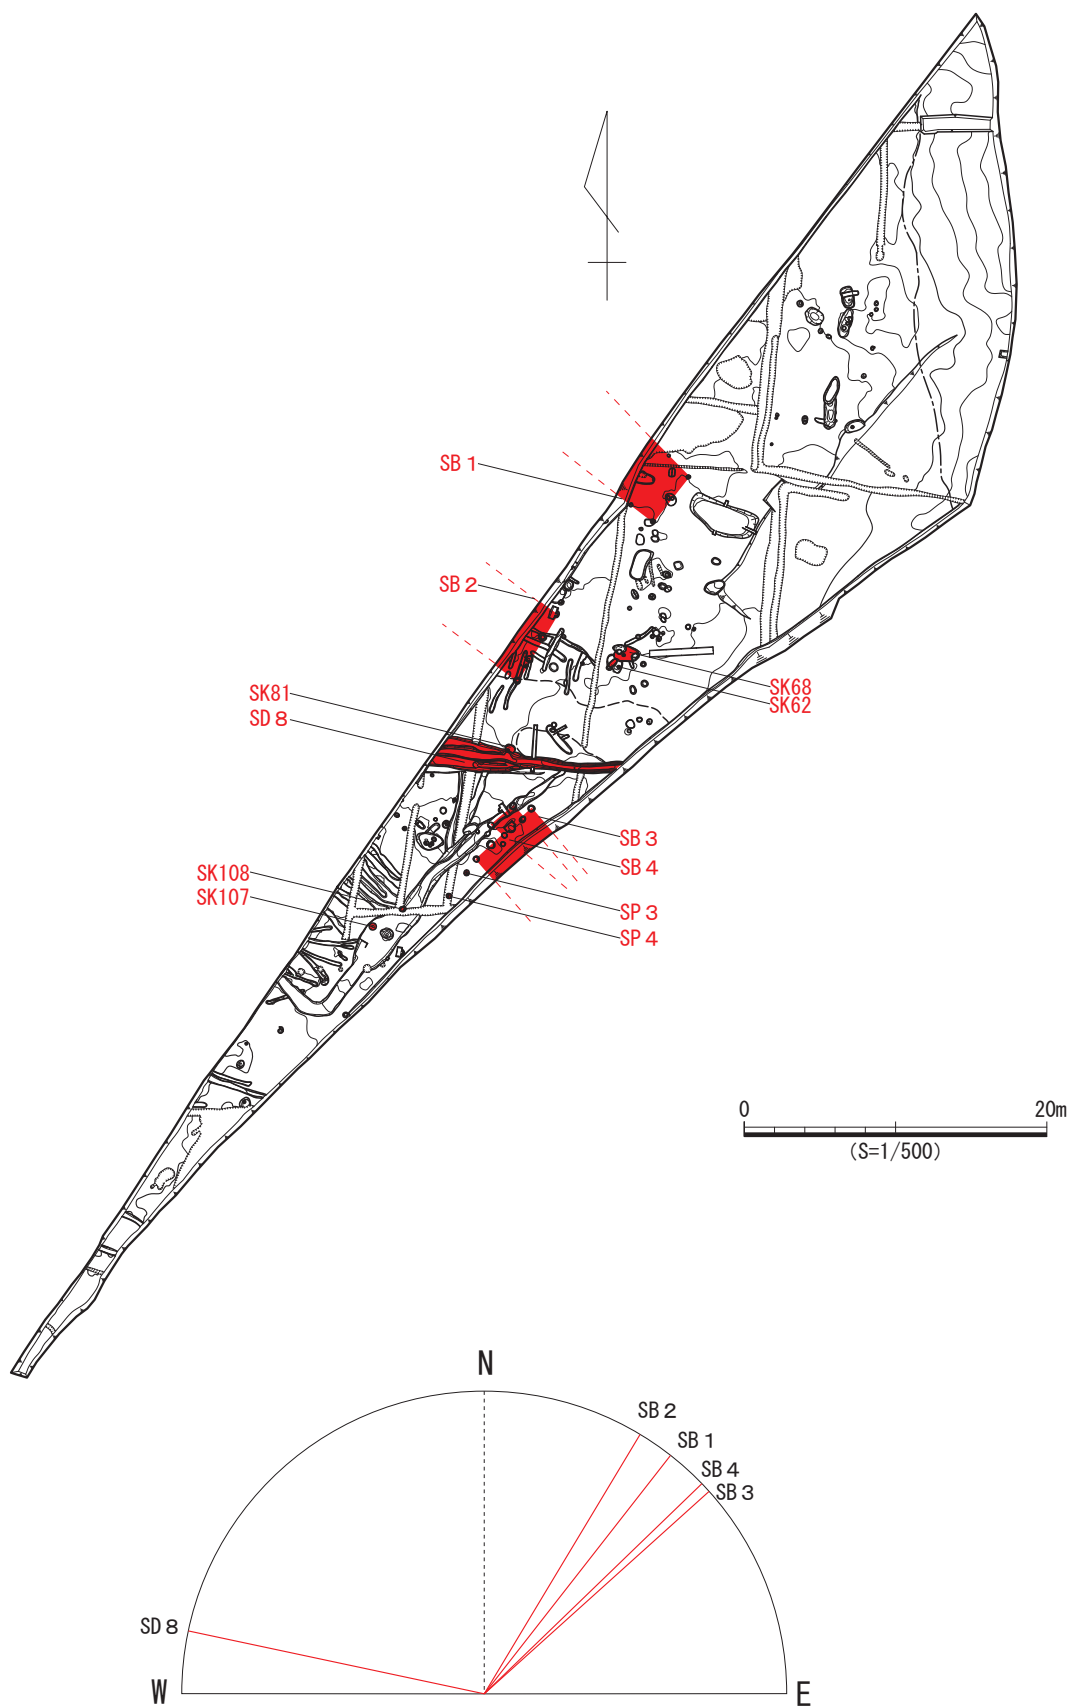 SB 1
SB 2
SK81
SD 8
SK68
SK62
SB 3
SB 4
SK108
SK107
SP 3
SP 4
0 20m
(S=1/500)
N
SB 2
SB 1
SB 4
SB 3
SD 8
W E